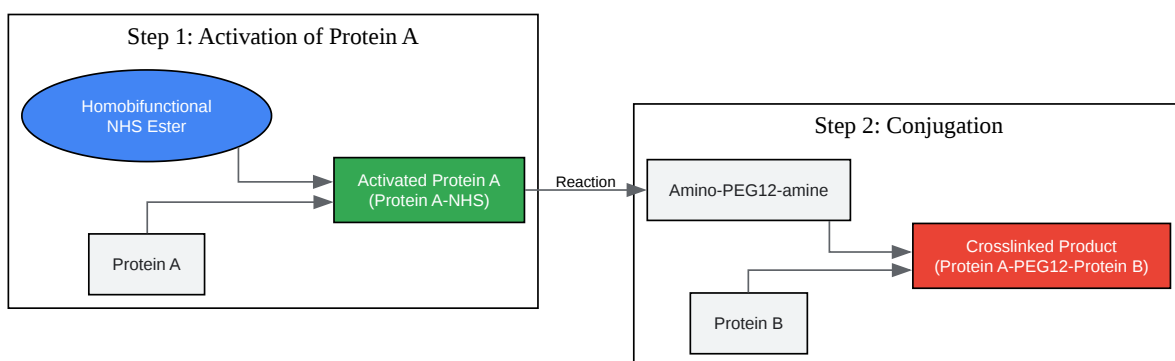 Step 1: Activation of Protein A
Homobifunctional
NHS Ester
Activated Protein A
(Protein A-NHS)
Protein A
Reaction
Step 2: Conjugation
Amino-PEG12-amine
Crosslinked Product
(Protein A-PEG12-Protein B)
Protein B